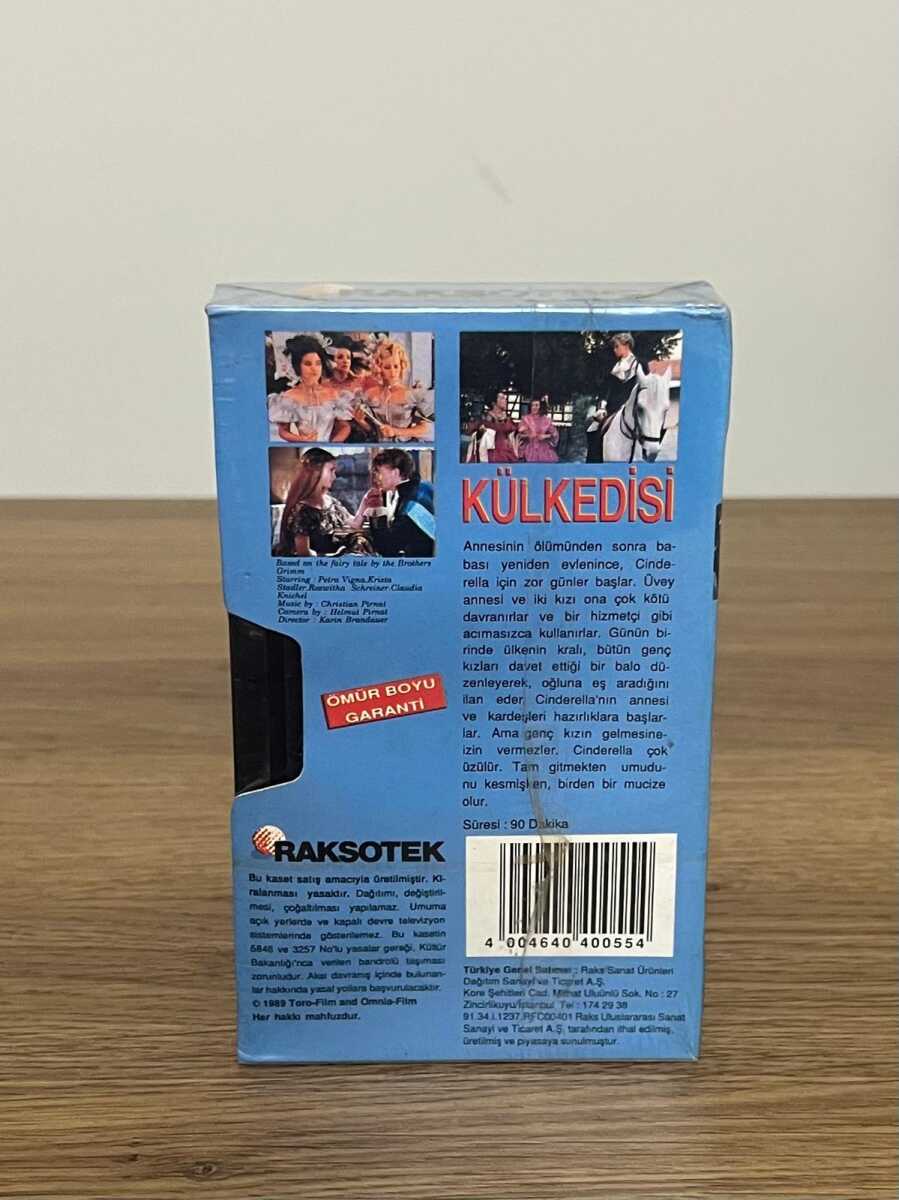 Based on the fairy tale by the Brothers
Grimm
Starring : Petra Vigna,Krista
Stadler,Roswitha Schreiner,Claudia
Knichel
Music by : Christian Pirnat
Camera by : Helmut Pirnat
Director : Karin Brandauer
ÖMÜR BOYU
GARANTİ
RAKSOTEK
Bu kaset satış amacıyla üretilmiştir. Ki-
ralanması yasaktır. Dağıtımı, değiştiril-
mesi, çoğaltılması yapılamaz. Umuma
açık yerlerde ve kapalı devre televizyon
sistemlerinde gösterilemez. Bu kasetin
5846 ve 3257 No'lu yasalar gereği, Kültür
Bakanlığı'nca verilen bandrolü taşıması
zorunludur. Aksi davranış içinde bulunan-
lar hakkında yasal yollara başvurulacaktır.
© 1989 Toro-Film and Omnia-Film
Her hakkı mahfuzdur.
KÜLKEDİSİ
Annesinin ölümünden sonra ba-
bası yeniden evlenince, Cinde-
rella için zor günler başlar. Üvey
annesi ve iki kızı ona çok kötü
davranırlar ve bir hizmetçi gibi
acımasızca kullanırlar. Günün bi-
rinde ülkenin kralı, bütün genç
kızları davet ettiği bir balo dü-
zenleyerek, oğluna eş aradığını
ilan eder. Cinderella'nın annesi
ve kardeşleri hazırlıklara başlar-
lar. Ama genç kızın gelmesine-
izin vermezler. Cinderella çok
üzülür. Tam gitmekten umudu-
nu kesmişken, birden bir mucize
olur.
Süresi : 90 Dakika
4 004640 400554
Türkiye Genel Satımcı : Raks Sanat Ürünleri
Dağıtım Sanayi ve Ticaret A.Ş.
Kore Şehitleri Cad. Mithat Uluünlü Sok. No : 27
Zincirlikuyu/İstanbul Tel : 174 29 38
91.34.i.1237.RFC00401 Raks Uluslararası Sanat
Sanayi ve Ticaret A.Ş. tarafından ithal edilmiş,
üretilmiş ve piyasaya sunulmuştur.